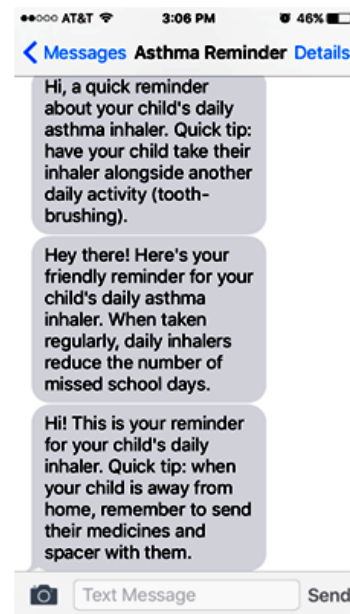 AT&T 3:06 PM 46%
Messages Asthma Reminder Details
Hi, a quick reminder
about your child's daily
asthma inhaler. Quick tip:
have your child take their
inhaler alongside another
daily activity (tooth-
brushing).
Hey there! Here's your
friendly reminder for your
child's daily asthma
inhaler. When taken
regularly, daily inhalers
reduce the number of
missed school days.
Hi! This is your reminder
for your child's daily
inhaler. Quick tip: when
your child is away from
home, remember to send
their medicines and
spacer with them.
Text Message Send